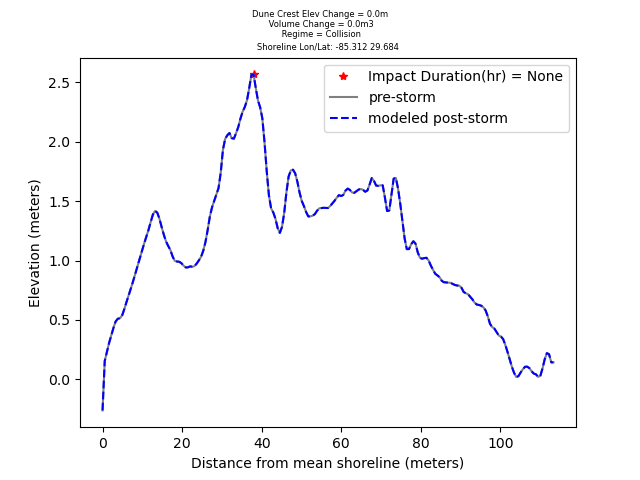 Dune Crest Elev Change = 0.0m
Volume Change = 0.0m3
Regime = Collision
Shoreline Lon/Lat: -85.312 29.684
Impact Duration(hr) = None
pre-storm
modeled post-storm
2.5
2.0
1.5
1.0
0.5
0.0
Elevation (meters)
0 20 40 60 80 100
Distance from mean shoreline (meters)